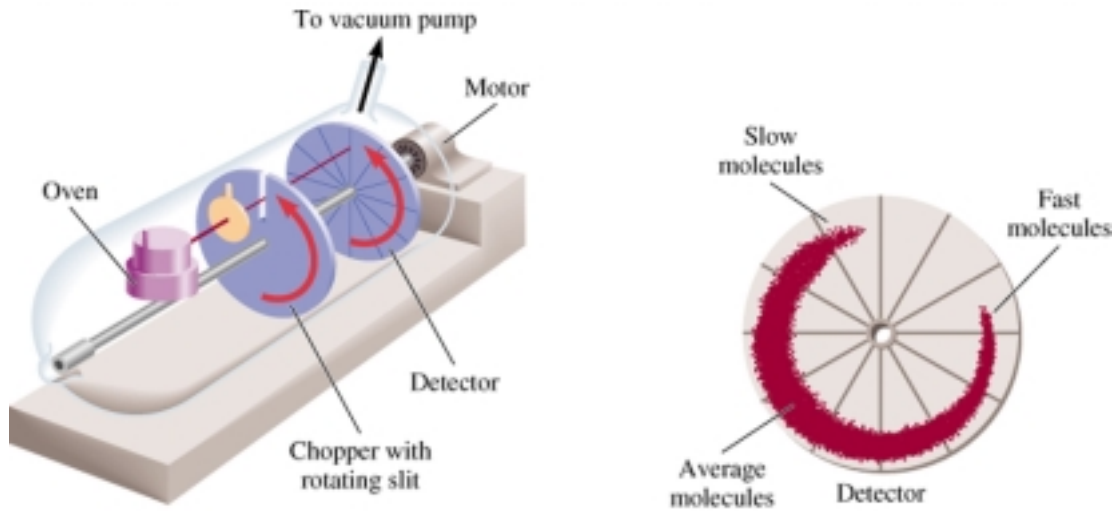 To vacuum pump
Motor
Oven
Detector
Chopper with
rotating slit
Slow
molecules
Fast
molecules
Average
molecules
Detector